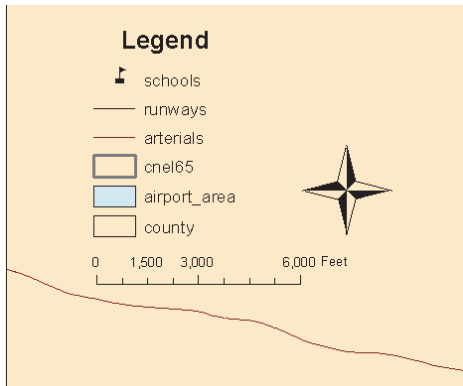 Legend
schools
runways
arterials
cnel65
airport_area
county
0 1,500 3,000 6,000 Feet